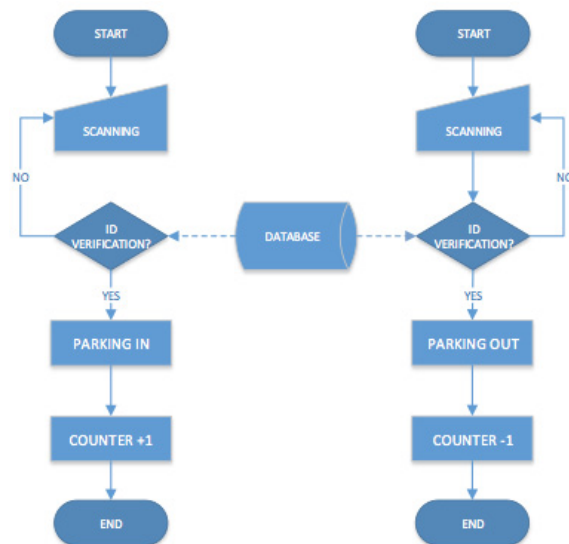 START
START
SCANNING
SCANNING
NO
NO
ID
VERIFICATION?
DATABASE
ID
VERIFICATION?
YES
YES
PARKING IN
PARKING OUT
COUNTER +1
COUNTER -1
END
END